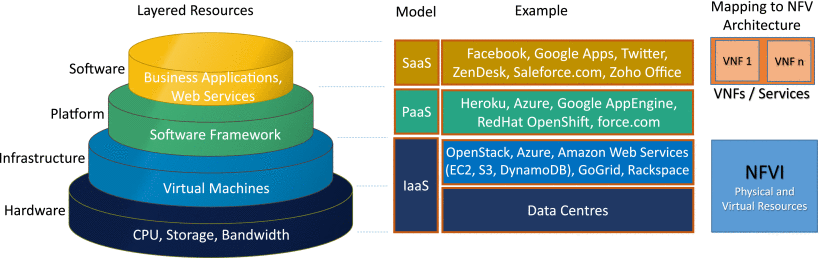 Layered Resources
Model
Example
Mapping to NFV
Architecture
Software
Business Applications,
Web Services
SaaS
Facebook, Google Apps, Twitter,
ZenDesk, Saleforce.com, Zoho Office
VNF 1
VNF n
VNFs / Services
Platform
Software Framework
PaaS
Heroku, Azure, Google AppEngine,
RedHat OpenShift, force.com
Infrastructure
Virtual Machines
IaaS
OpenStack, Azure, Amazon Web Services
(EC2, S3, DynamoDB), GoGrid, Rackspace
NFVI
Physical and
Virtual Resources
Hardware
CPU, Storage, Bandwidth
Data Centres